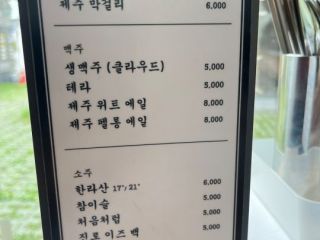 제주 막걸리 6,000
맥주
생맥주 (클라우드) 5,000
테라 5,000
제주 위트 에일 8,000
제주 펠롱 에일 8,000
소주
한라산 17°/21° 6,000
참이슬 5,000
처음처럼 5,000
진로 이즈 백 5,000